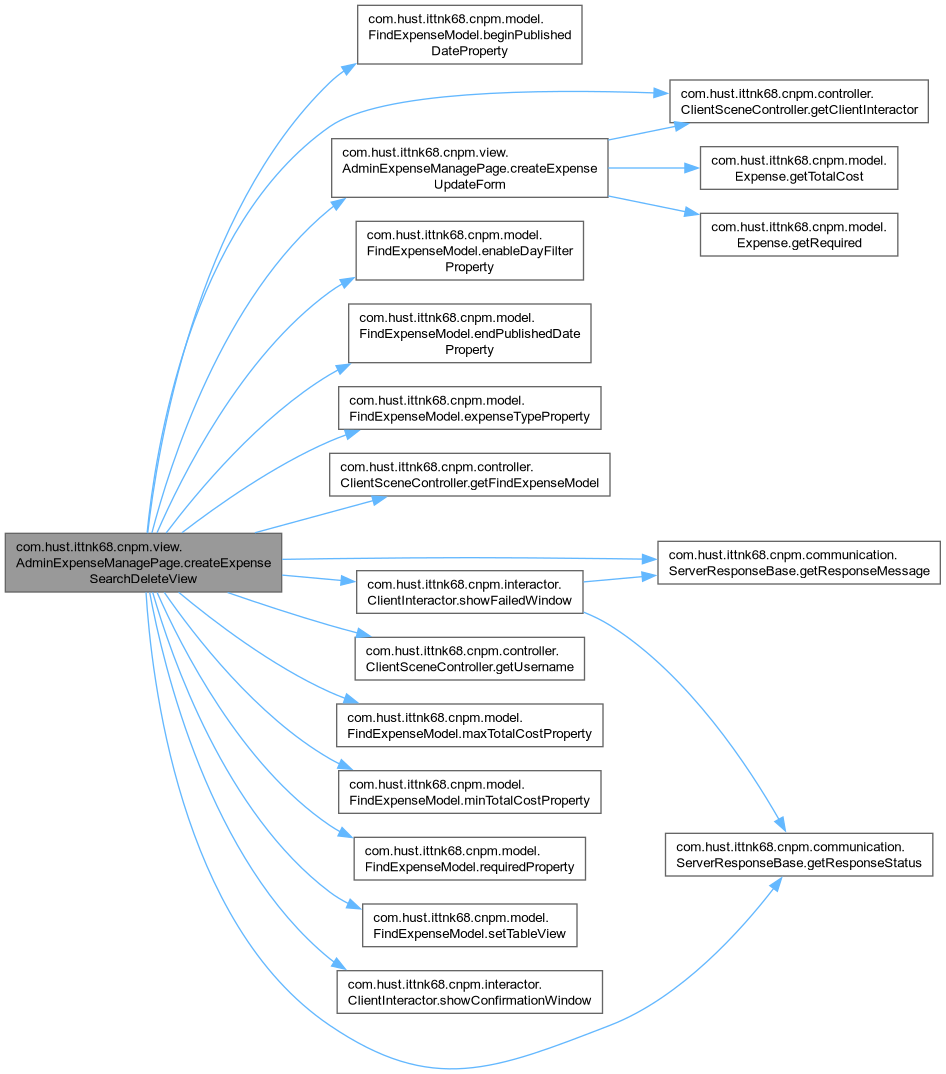 com.hust.ittnk68.cnpm.model.
FindExpenseModel.beginPublished
DateProperty
com.hust.ittnk68.cnpm.controller.
ClientSceneController.getClientInteractor
com.hust.ittnk68.cnpm.view.
AdminExpenseManagePage.createExpense
UpdateForm
com.hust.ittnk68.cnpm.model.
Expense.getTotalCost
com.hust.ittnk68.cnpm.model.
Expense.getRequired
com.hust.ittnk68.cnpm.model.
FindExpenseModel.enableDayFilter
Property
com.hust.ittnk68.cnpm.model.
FindExpenseModel.endPublishedDate
Property
com.hust.ittnk68.cnpm.model.
FindExpenseModel.expenseTypeProperty
com.hust.ittnk68.cnpm.controller.
ClientSceneController.getFindExpenseModel
com.hust.ittnk68.cnpm.view.
AdminExpenseManagePage.createExpense
SearchDeleteView
com.hust.ittnk68.cnpm.communication.
ServerResponseBase.getResponseMessage
com.hust.ittnk68.cnpm.interactor.
ClientInteractor.showFailedWindow
com.hust.ittnk68.cnpm.controller.
ClientSceneController.getUsername
com.hust.ittnk68.cnpm.model.
FindExpenseModel.maxTotalCostProperty
com.hust.ittnk68.cnpm.model.
FindExpenseModel.minTotalCostProperty
com.hust.ittnk68.cnpm.communication.
ServerResponseBase.getResponseStatus
com.hust.ittnk68.cnpm.model.
FindExpenseModel.requiredProperty
com.hust.ittnk68.cnpm.model.
FindExpenseModel.setTableView
com.hust.ittnk68.cnpm.interactor.
ClientInteractor.showConfirmationWindow